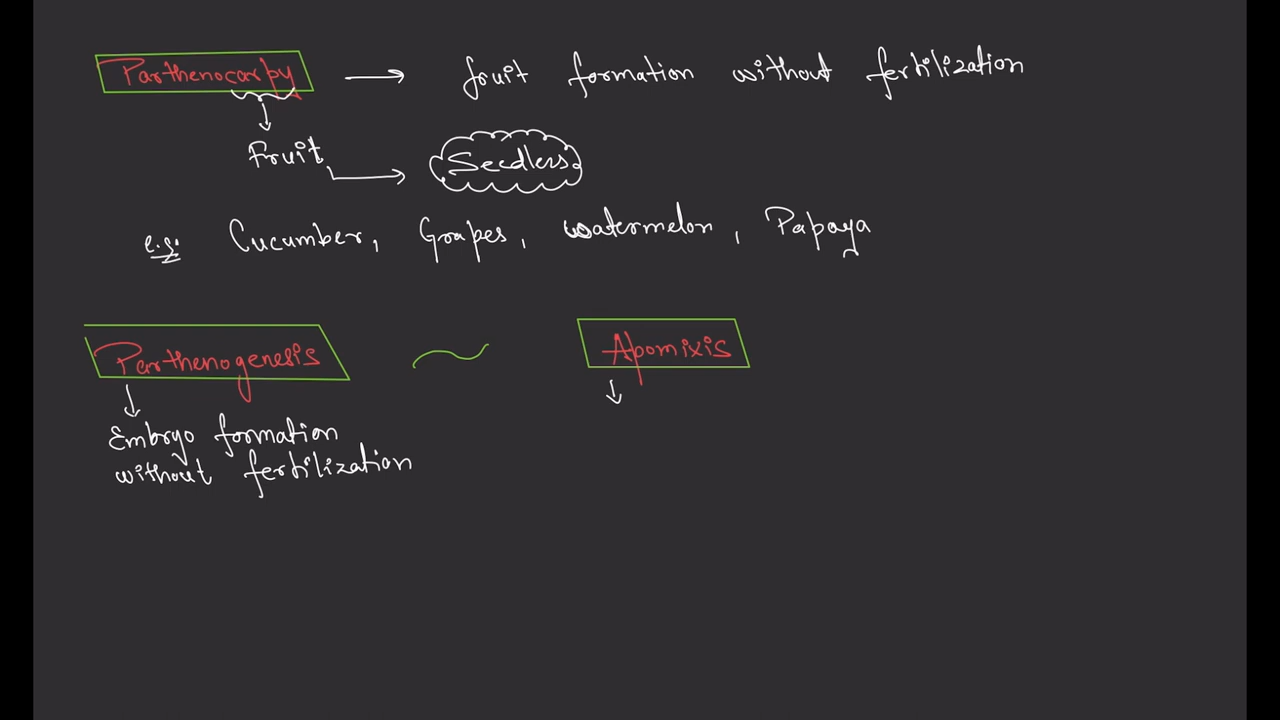 Parthenocarpy → fruit formation without fertilization
Fruit → Seedless
e.g. Cucumber, Grapes, watermelon, Papaya
Parthenogenesis ~ Apomixis
Embryo formation
without fertilization